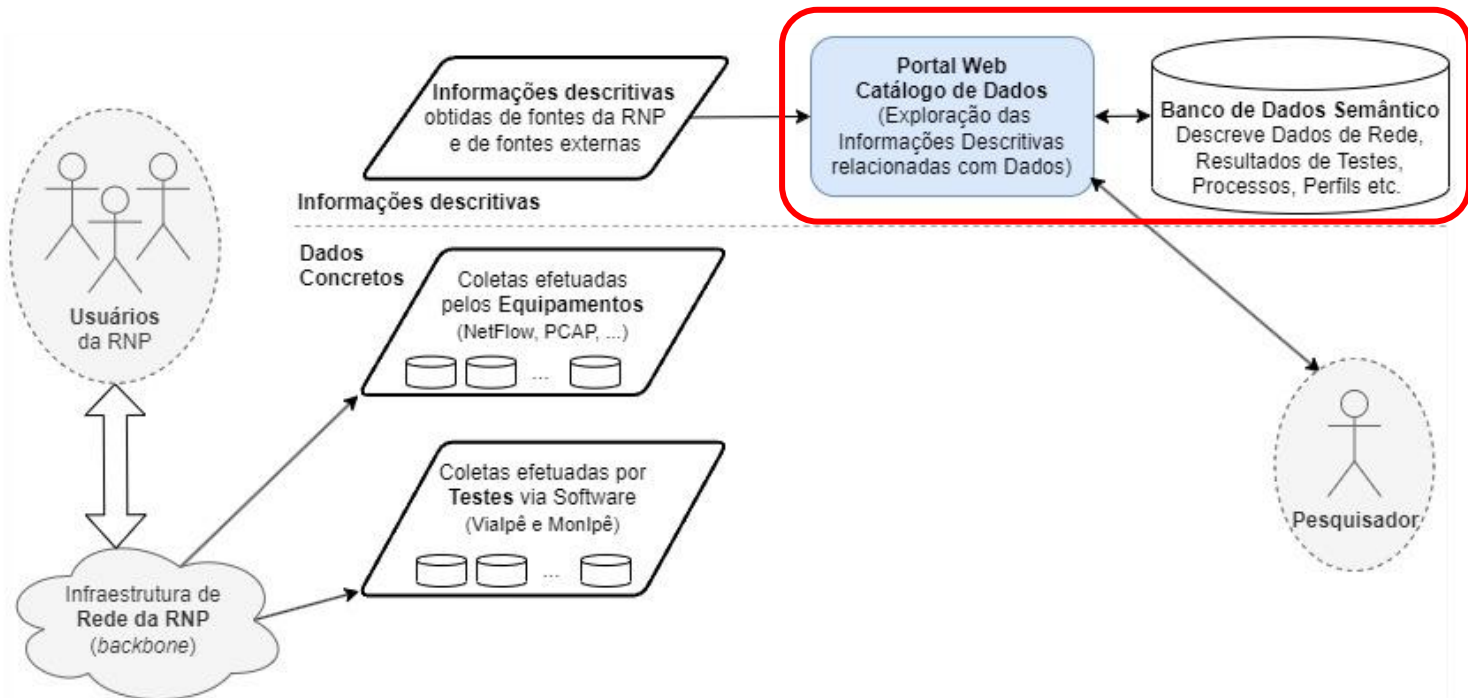 Informações descritivas
obtidas de fontes da RNP
e de fontes externas
Portal Web
Catálogo de Dados
(Exploração das
Informações Descritivas
relacionadas com Dados)
Banco de Dados Semântico
Descreve Dados de Rede,
Resultados de Testes,
Processos, Perfils etc.
Informações descritivas
Dados
Concretos
Coletas efetuadas
pelos Equipamentos
(NetFlow, PCAP, ...)
...
Usuários
da RNP
Coletas efetuadas por
Testes via Software
(ViaIpê e MonIpê)
...
Pesquisador
Infraestrutura de
Rede da RNP
(backbone)